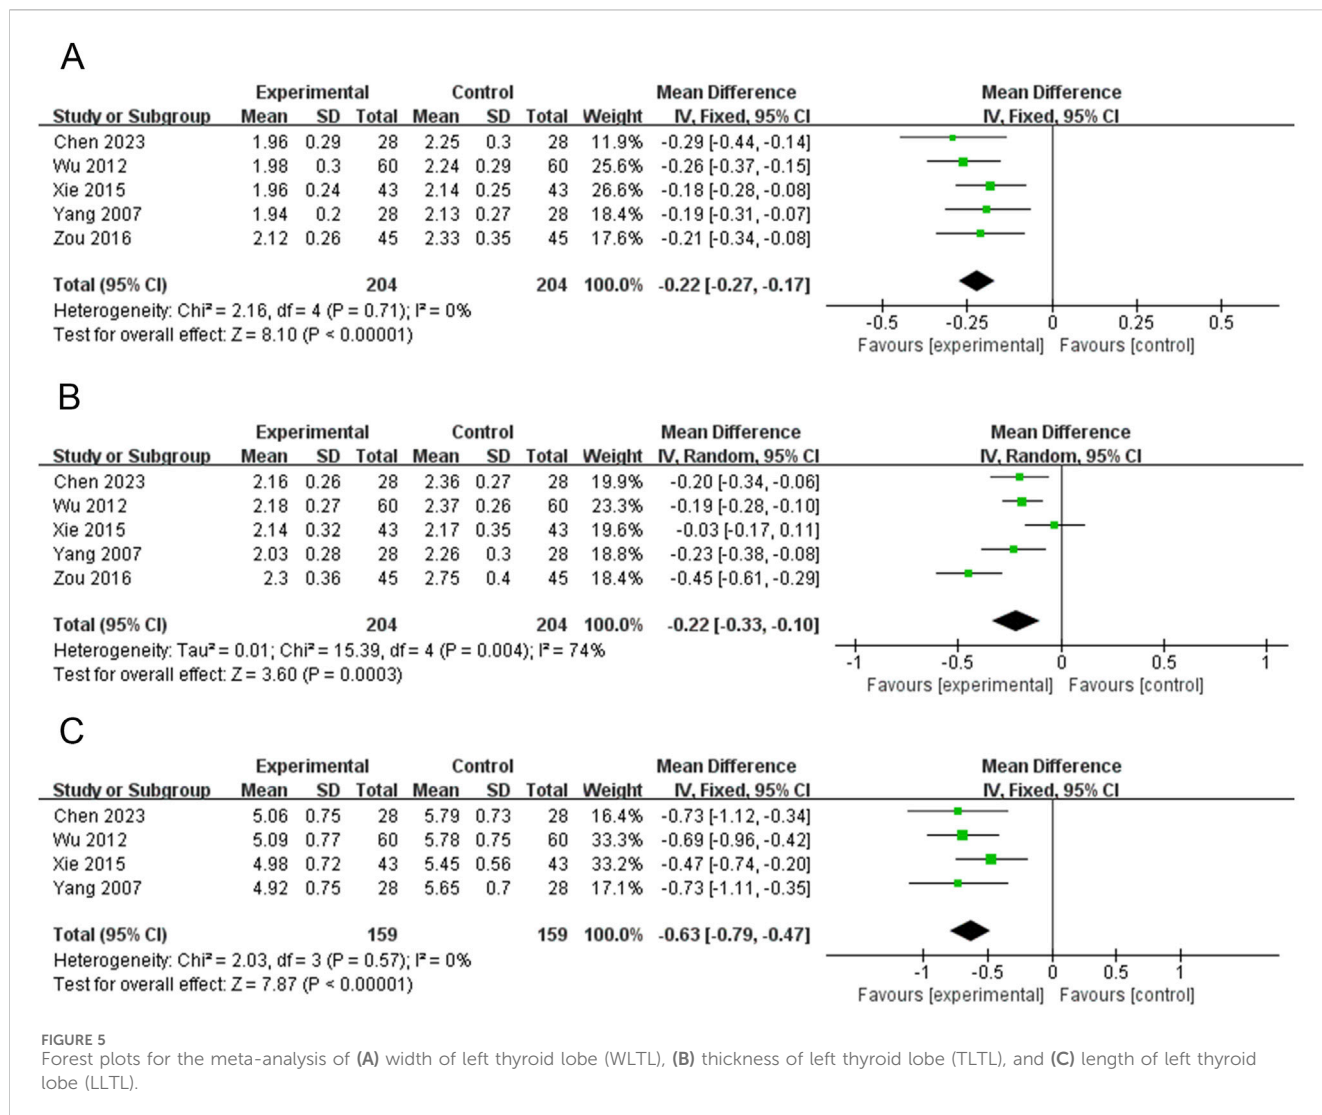 A
Experimental Control Mean Difference Mean Difference
Study or Subgroup Mean SD Total Mean SD Total Weight IV, Fixed, 95% CI IV, Fixed, 95% CI
Chen 2023 1.96 0.29 28 2.25 0.3 28 11.9% -0.29 [-0.44, -0.14]
Wu 2012 1.98 0.3 60 2.24 0.29 60 25.6% -0.26 [-0.37, -0.15]
Xie 2015 1.96 0.24 43 2.14 0.25 43 26.6% -0.18 [-0.28, -0.08]
Yang 2007 1.94 0.2 28 2.13 0.27 28 18.4% -0.19 [-0.31, -0.07]
Zou 2016 2.12 0.26 45 2.33 0.35 45 17.6% -0.21 [-0.34, -0.08]
Total (95% CI) 204 204 100.0% -0.22 [-0.27, -0.17]
Heterogeneity: Chi² = 2.16, df = 4 (P = 0.71); I² = 0%
Test for overall effect: Z = 8.10 (P < 0.00001)
-0.5 -0.25 0 0.25 0.5
Favours [experimental] Favours [control]
B
Experimental Control Mean Difference Mean Difference
Study or Subgroup Mean SD Total Mean SD Total Weight IV, Random, 95% CI IV, Random, 95% CI
Chen 2023 2.16 0.26 28 2.36 0.27 28 19.9% -0.20 [-0.34, -0.06]
Wu 2012 2.18 0.27 60 2.37 0.26 60 23.3% -0.19 [-0.28, -0.10]
Xie 2015 2.14 0.32 43 2.17 0.35 43 19.6% -0.03 [-0.17, 0.11]
Yang 2007 2.03 0.28 28 2.26 0.3 28 18.8% -0.23 [-0.38, -0.08]
Zou 2016 2.3 0.36 45 2.75 0.4 45 18.4% -0.45 [-0.61, -0.29]
Total (95% CI) 204 204 100.0% -0.22 [-0.33, -0.10]
Heterogeneity: Tau² = 0.01; Chi² = 15.39, df = 4 (P = 0.004); I² = 74%
Test for overall effect: Z = 3.60 (P = 0.0003)
-1 -0.5 0 0.5 1
Favours [experimental] Favours [control]
C
Experimental Control Mean Difference Mean Difference
Study or Subgroup Mean SD Total Mean SD Total Weight IV, Fixed, 95% CI IV, Fixed, 95% CI
Chen 2023 5.06 0.75 28 5.79 0.73 28 16.4% -0.73 [-1.12, -0.34]
Wu 2012 5.09 0.77 60 5.78 0.75 60 33.3% -0.69 [-0.96, -0.42]
Xie 2015 4.98 0.72 43 5.45 0.56 43 33.2% -0.47 [-0.74, -0.20]
Yang 2007 4.92 0.75 28 5.65 0.7 28 17.1% -0.73 [-1.11, -0.35]
Total (95% CI) 159 159 100.0% -0.63 [-0.79, -0.47]
Heterogeneity: Chi² = 2.03, df = 3 (P = 0.57); I² = 0%
Test for overall effect: Z = 7.87 (P < 0.00001)
-1 -0.5 0 0.5 1
Favours [experimental] Favours [control]
FIGURE 5
Forest plots for the meta-analysis of (A) width of left thyroid lobe (WLTL), (B) thickness of left thyroid lobe (TLTL), and (C) length of left thyroid
lobe (LLTL).